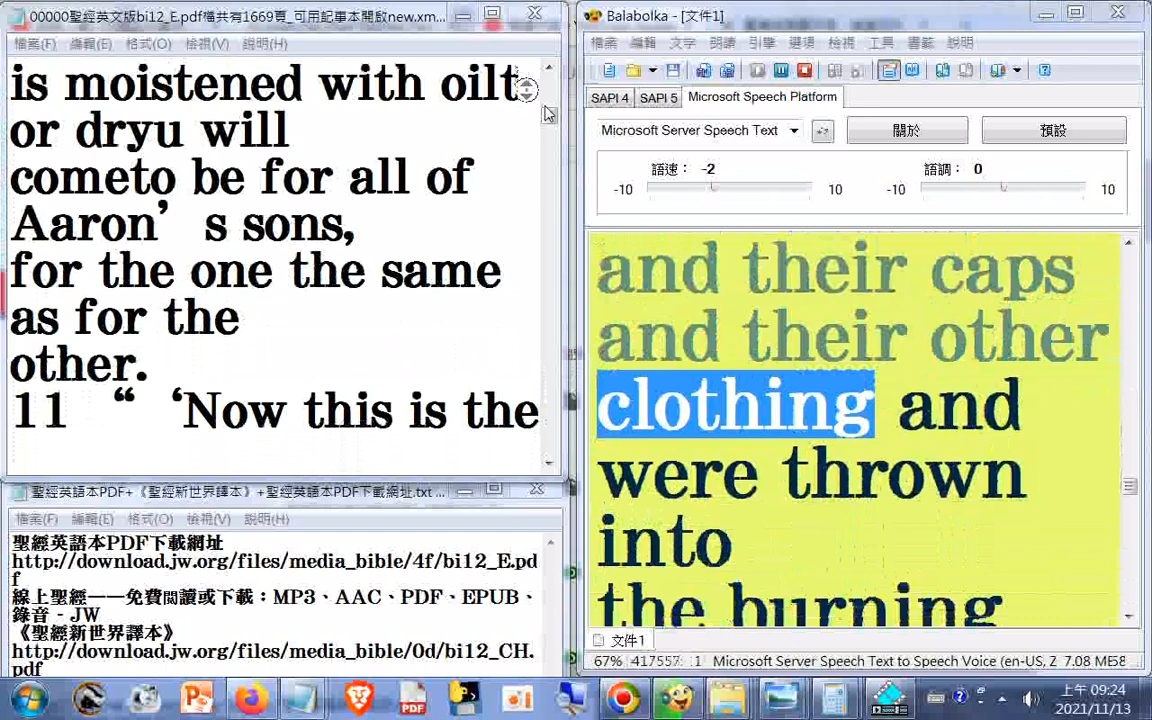 00000聖經英文版bi12_E.pdf檔共有1669頁_可用記事本開啟new.xm...
檔案(F) 編輯(E) 格式(O) 檢視(V) 說明(H)
is moistened with oilt
or dryu will
cometo be for all of
Aaron’s sons,
for the one the same
as for the
other.
11 “ ‘Now this is the
聖經英語本PDF+《聖經新世界譯本》+聖經英語本PDF下載網址.txt ...
檔案(F) 編輯(E) 格式(O) 檢視(V) 說明(H)
聖經英語本PDF下載網址
http://download.jw.org/files/media_bible/4f/bi12_E.pd
f
線上聖經——免費閱讀或下載：MP3、AAC、PDF、EPUB、
錄音 - JW
《聖經新世界譯本》
http://download.jw.org/files/media_bible/0d/bi12_CH.
pdf
Balabolka - [文件1]
檔案 編輯 文字 朗讀 引擎 選項 檢視 工具 書籤 說明
SAPI 4 SAPI 5 Microsoft Speech Platform
Microsoft Server Speech Text 關於 預設
語速： -2 語調： 0
-10 10 -10 10
and their caps
and their other
clothing and
were thrown
into
the burning
文件1
67% 417557: 1 Microsoft Server Speech Text to Speech Voice (en-US, Z 7.08 ME58
PDF
上午 09:24
2021/11/13